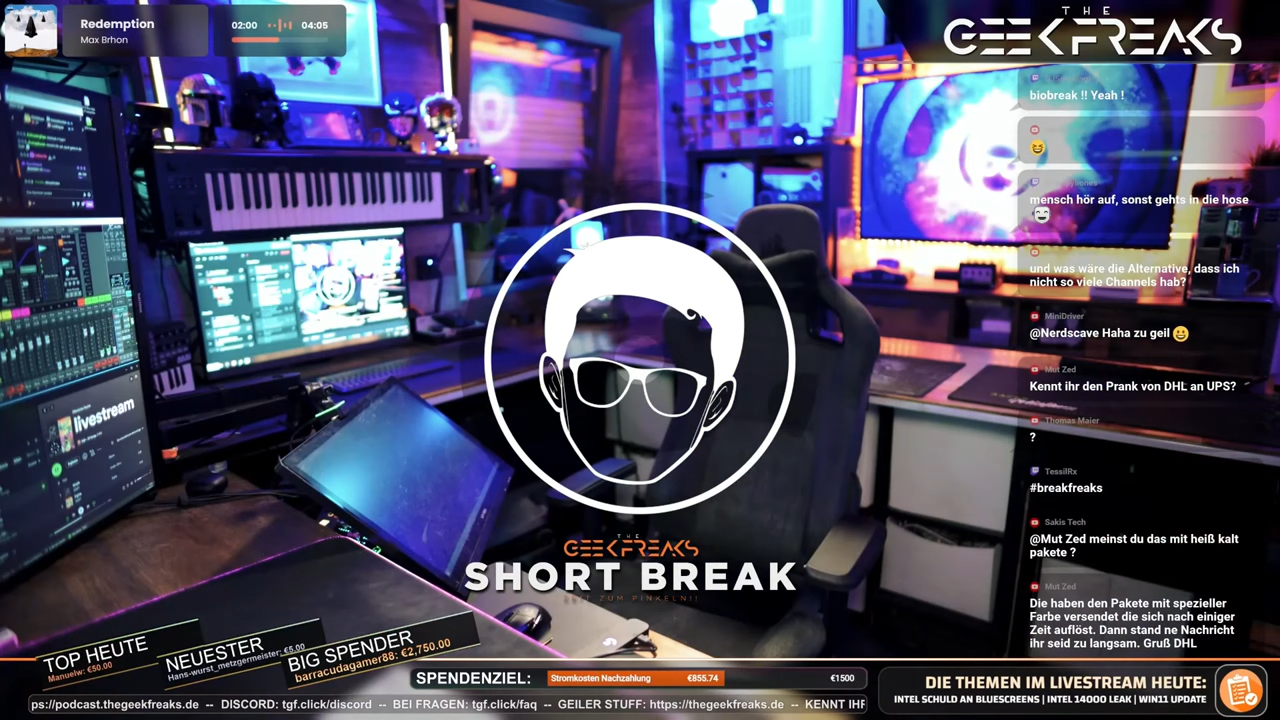 Redemption
Max Brhon
02:00
04:05
THE
GEEKFREAKS
biobreak !! Yeah !
mensch hör auf, sonst gehts in die hose
und was wäre die Alternative, dass ich
nicht so viele Channels hab?
MiniDriver
@Nerdscave Haha zu geil 😀
Mut Zed
Kennt ihr den Prank von DHL an UPS?
Thomas Maier
?
TessilRx
#breakfreaks
Sakis Tech
@Mut Zed meinst du das mit heiß kalt
pakete ?
Mut Zed
Die haben den Pakete mit spezieller
Farbe versendet die sich nach einiger
Zeit auflöst. Dann stand ne Nachricht
ihr seid zu langsam. Gruß DHL
livestream
THE
GEEKFREAKS
SHORT BREAK
ZUM PINKELN!!
TOP HEUTE
Manuelw: €50.00
NEUESTER
Hans-wurst_metzgermeister: €5.00
BIG SPENDER
barracudagamer88: €2,750.00
SPENDENZIEL:
Stromkosten Nachzahlung
€855.74
€1500
DIE THEMEN IM LIVESTREAM HEUTE:
INTEL SCHULD AN BLUESCREENS | INTEL 14000 LEAK | WIN11 UPDATE
ps://podcast.thegeekfreaks.de -- DISCORD: tgf.click/discord -- BEI FRAGEN: tgf.click/faq -- GEILER STUFF: https://thegeekfreaks.de -- KENNT IHR